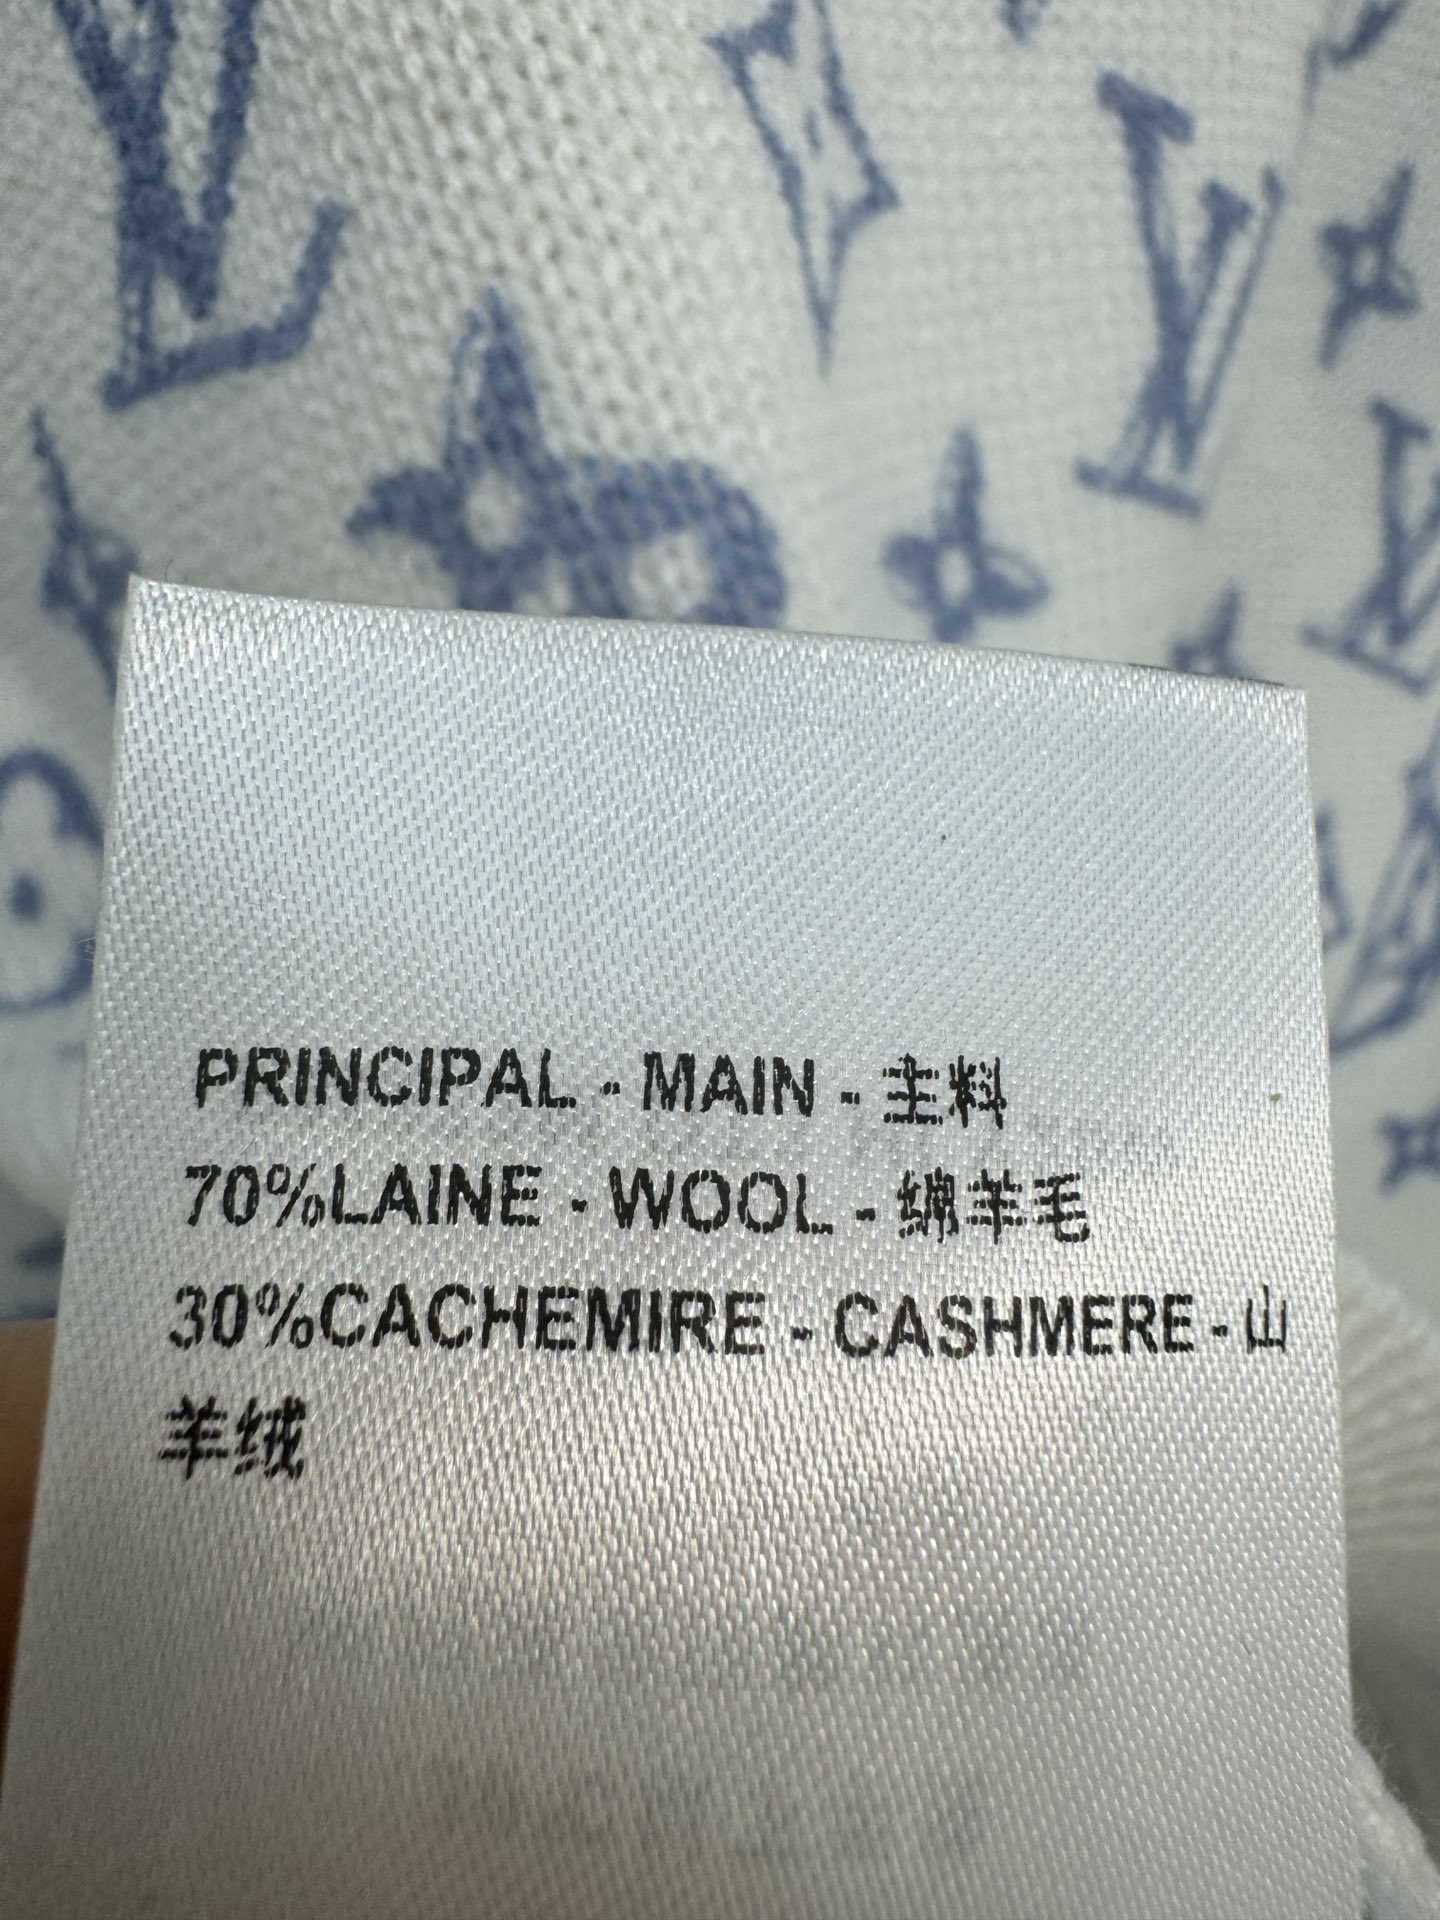 PRINCIPAL - MAIN - 主料
70%LAINE - WOOL - 绵羊毛
30%CACHEMIRE - CASHMERE - 山
羊绒